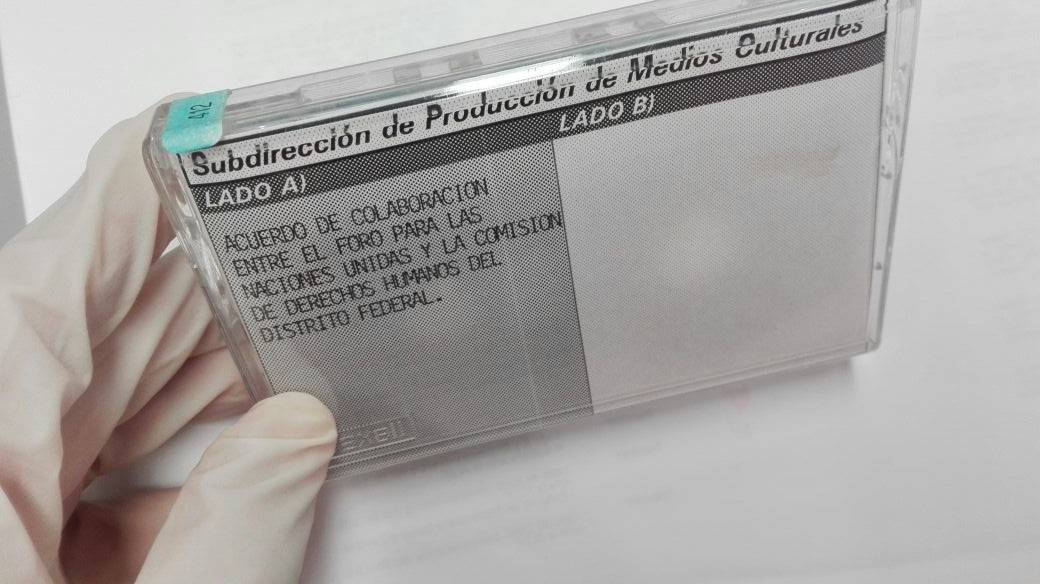 412
Subdirección de Producción de Medios Culturales
LADO A)
ACUERDO DE COLABORACION
ENTRE EL FORO PARA LAS
NACIONES UNIDAS Y LA COMISION
DE DERECHOS HUMANOS DEL
DISTRITO FEDERAL.
LADO B)